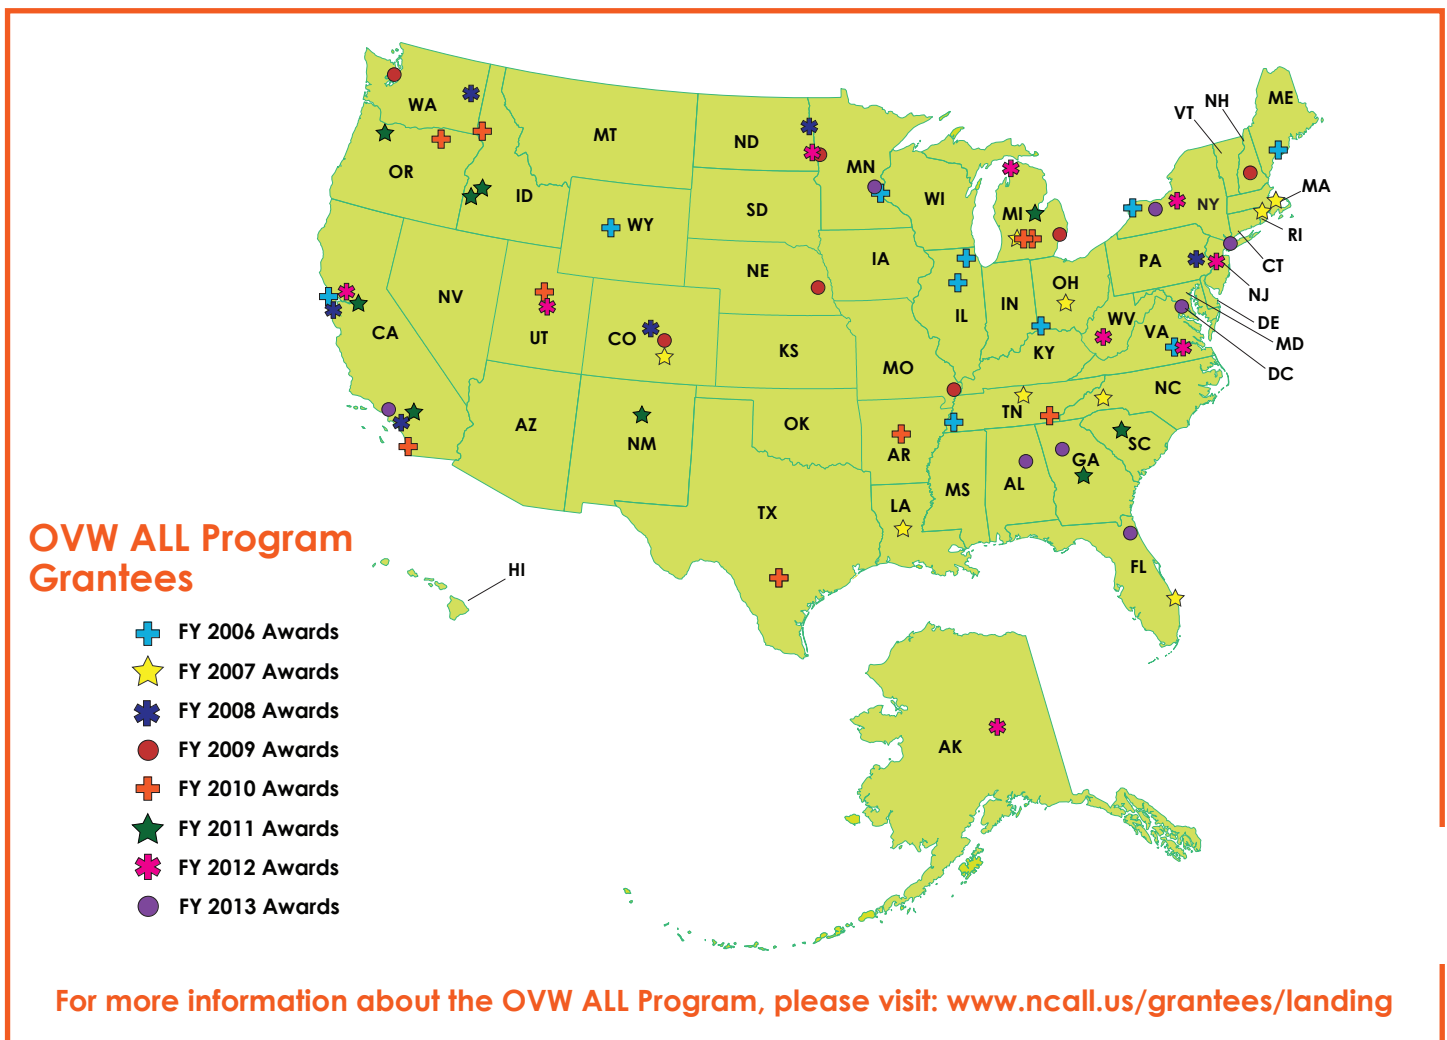 WA
OR
ID
MT
ND
MN
SD
WY
NE
IA
WI
MI
IL
IN
OH
PA
NY
VT
NH
ME
MA
RI
CT
NJ
DE
MD
DC
CA
NV
UT
CO
KS
MO
KY
WV
VA
NC
TN
SC
AZ
NM
OK
AR
TX
LA
MS
AL
GA
FL
HI
AK
OVW ALL Program
Grantees
FY 2006 Awards
FY 2007 Awards
FY 2008 Awards
FY 2009 Awards
FY 2010 Awards
FY 2011 Awards
FY 2012 Awards
FY 2013 Awards
For more information about the OVW ALL Program, please visit: www.ncall.us/grantees/landing